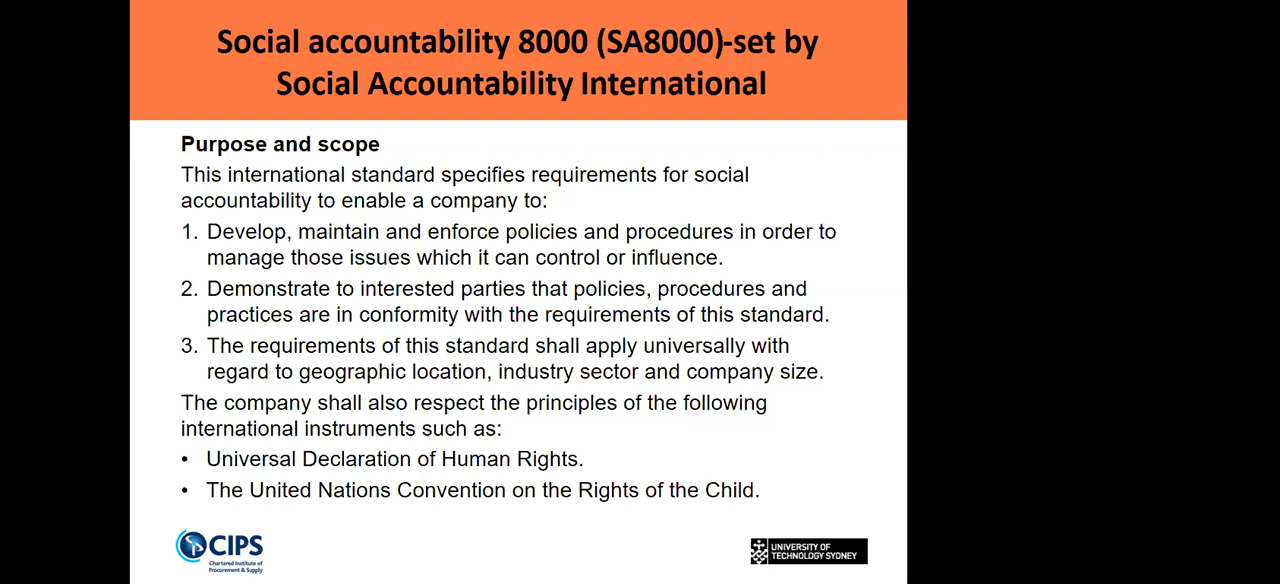 Social accountability 8000 (SA8000)-set by
Social Accountability International
Purpose and scope
This international standard specifies requirements for social
accountability to enable a company to:
1. Develop, maintain and enforce policies and procedures in order to
manage those issues which it can control or influence.
2. Demonstrate to interested parties that policies, procedures and
practices are in conformity with the requirements of this standard.
3. The requirements of this standard shall apply universally with
regard to geographic location, industry sector and company size.
The company shall also respect the principles of the following
international instruments such as:
• Universal Declaration of Human Rights.
• The United Nations Convention on the Rights of the Child.
CIPS
Chartered Institute of
Procurement & Supply
UNIVERSITY OF
TECHNOLOGY SYDNEY